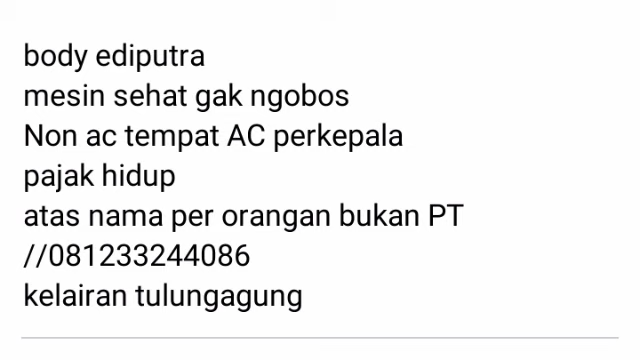 body ediputra
mesin sehat gak ngobos
Non ac tempat AC perkepala
pajak hidup
atas nama per orangan bukan PT
//081233244086
kelairan tulungagung